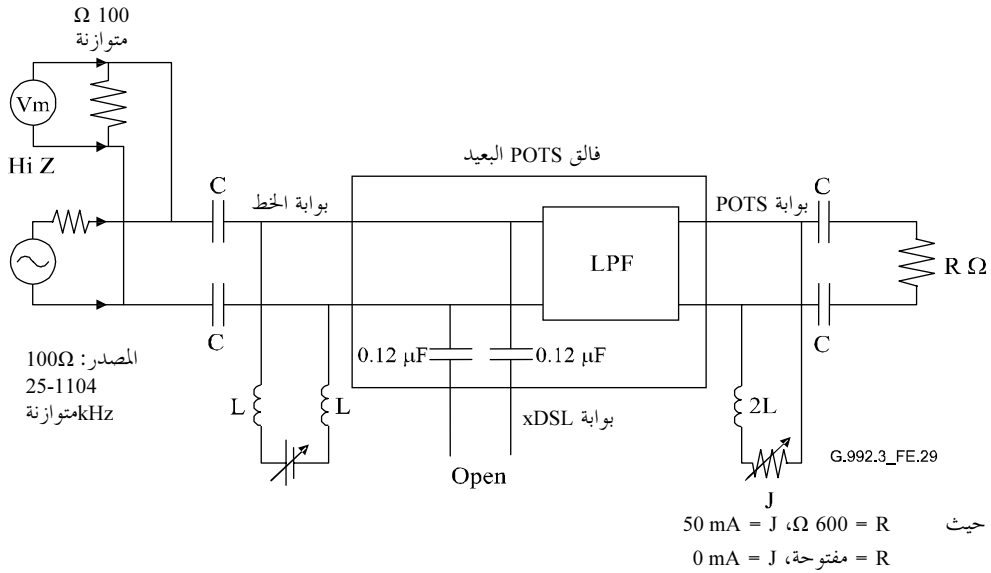 Ω 100
متوازنة
Vm
Hi Z
فالق POTS البعيد
C
بوابة الخط
بوابة POTS
C
LPF
R Ω
C
C
0.12 µF
0.12 µF
المصدر: 100Ω
25-1104
kHzمتوازنة
L
L
بوابة xDSL
2L
Open
G.992.3_FE.29
J
حيث R = 600 Ω، J = 50 mA
R = مفتوحة، J = 0 mA